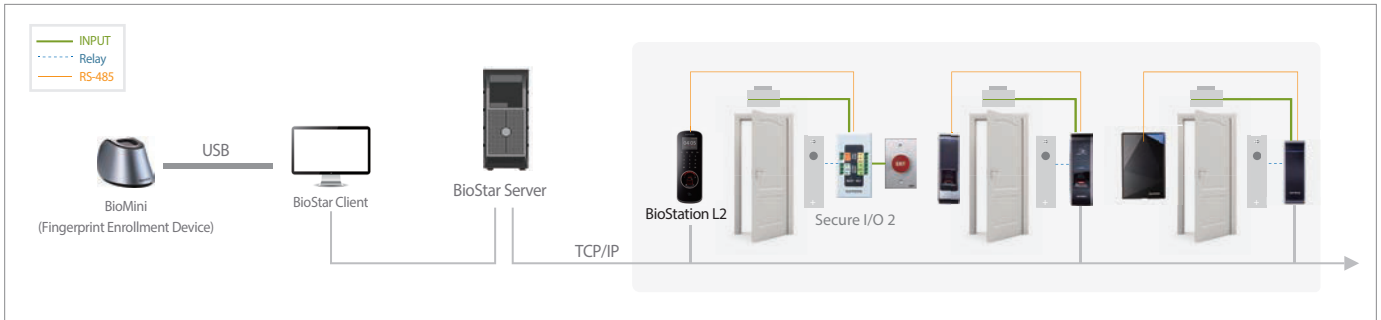 INPUT
Relay
RS-485
USB
BioMini
(Fingerprint Enrollment Device)
BioStar Client
BioStar Server
TCP/IP
BioStation L2
Secure I/O 2
EXIT